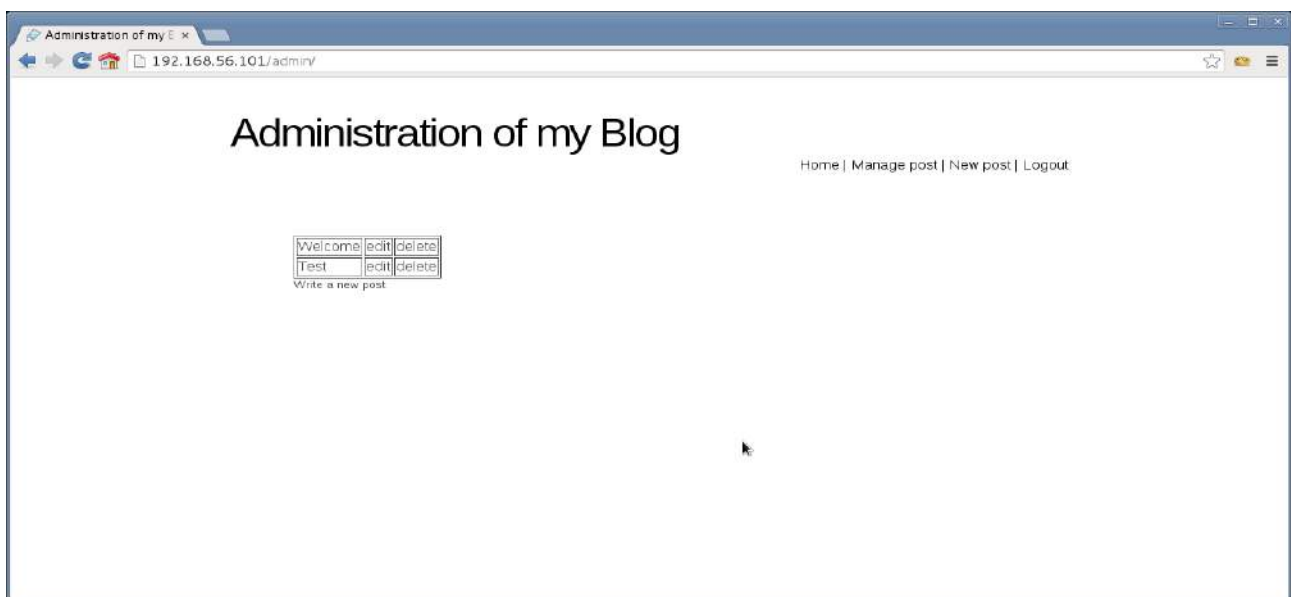 Administration of my E
192.168.56.101/admin/
Administration of my Blog
Home | Manage post | New post | Logout
Welcome edit delete
Test edit delete
Write a new post